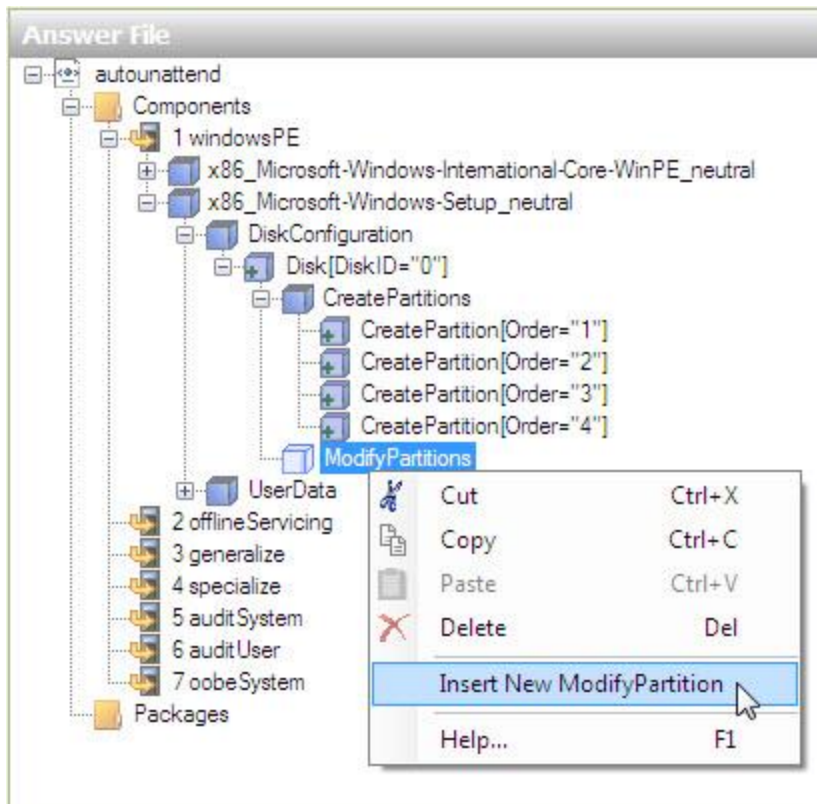 Answer File
autounattend
Components
1 windowsPE
x86_Microsoft-Windows-International-Core-WinPE_neutral
x86_Microsoft-Windows-Setup_neutral
DiskConfiguration
Disk[DiskID="0"]
CreatePartitions
CreatePartition[Order="1"]
CreatePartition[Order="2"]
CreatePartition[Order="3"]
CreatePartition[Order="4"]
ModifyPartitions
UserData
2 offlineServicing
3 generalize
4 specialize
5 auditSystem
6 auditUser
7 oobeSystem
Packages
Cut Ctrl+X
Copy Ctrl+C
Paste Ctrl+V
Delete Del
Insert New ModifyPartition
Help... F1